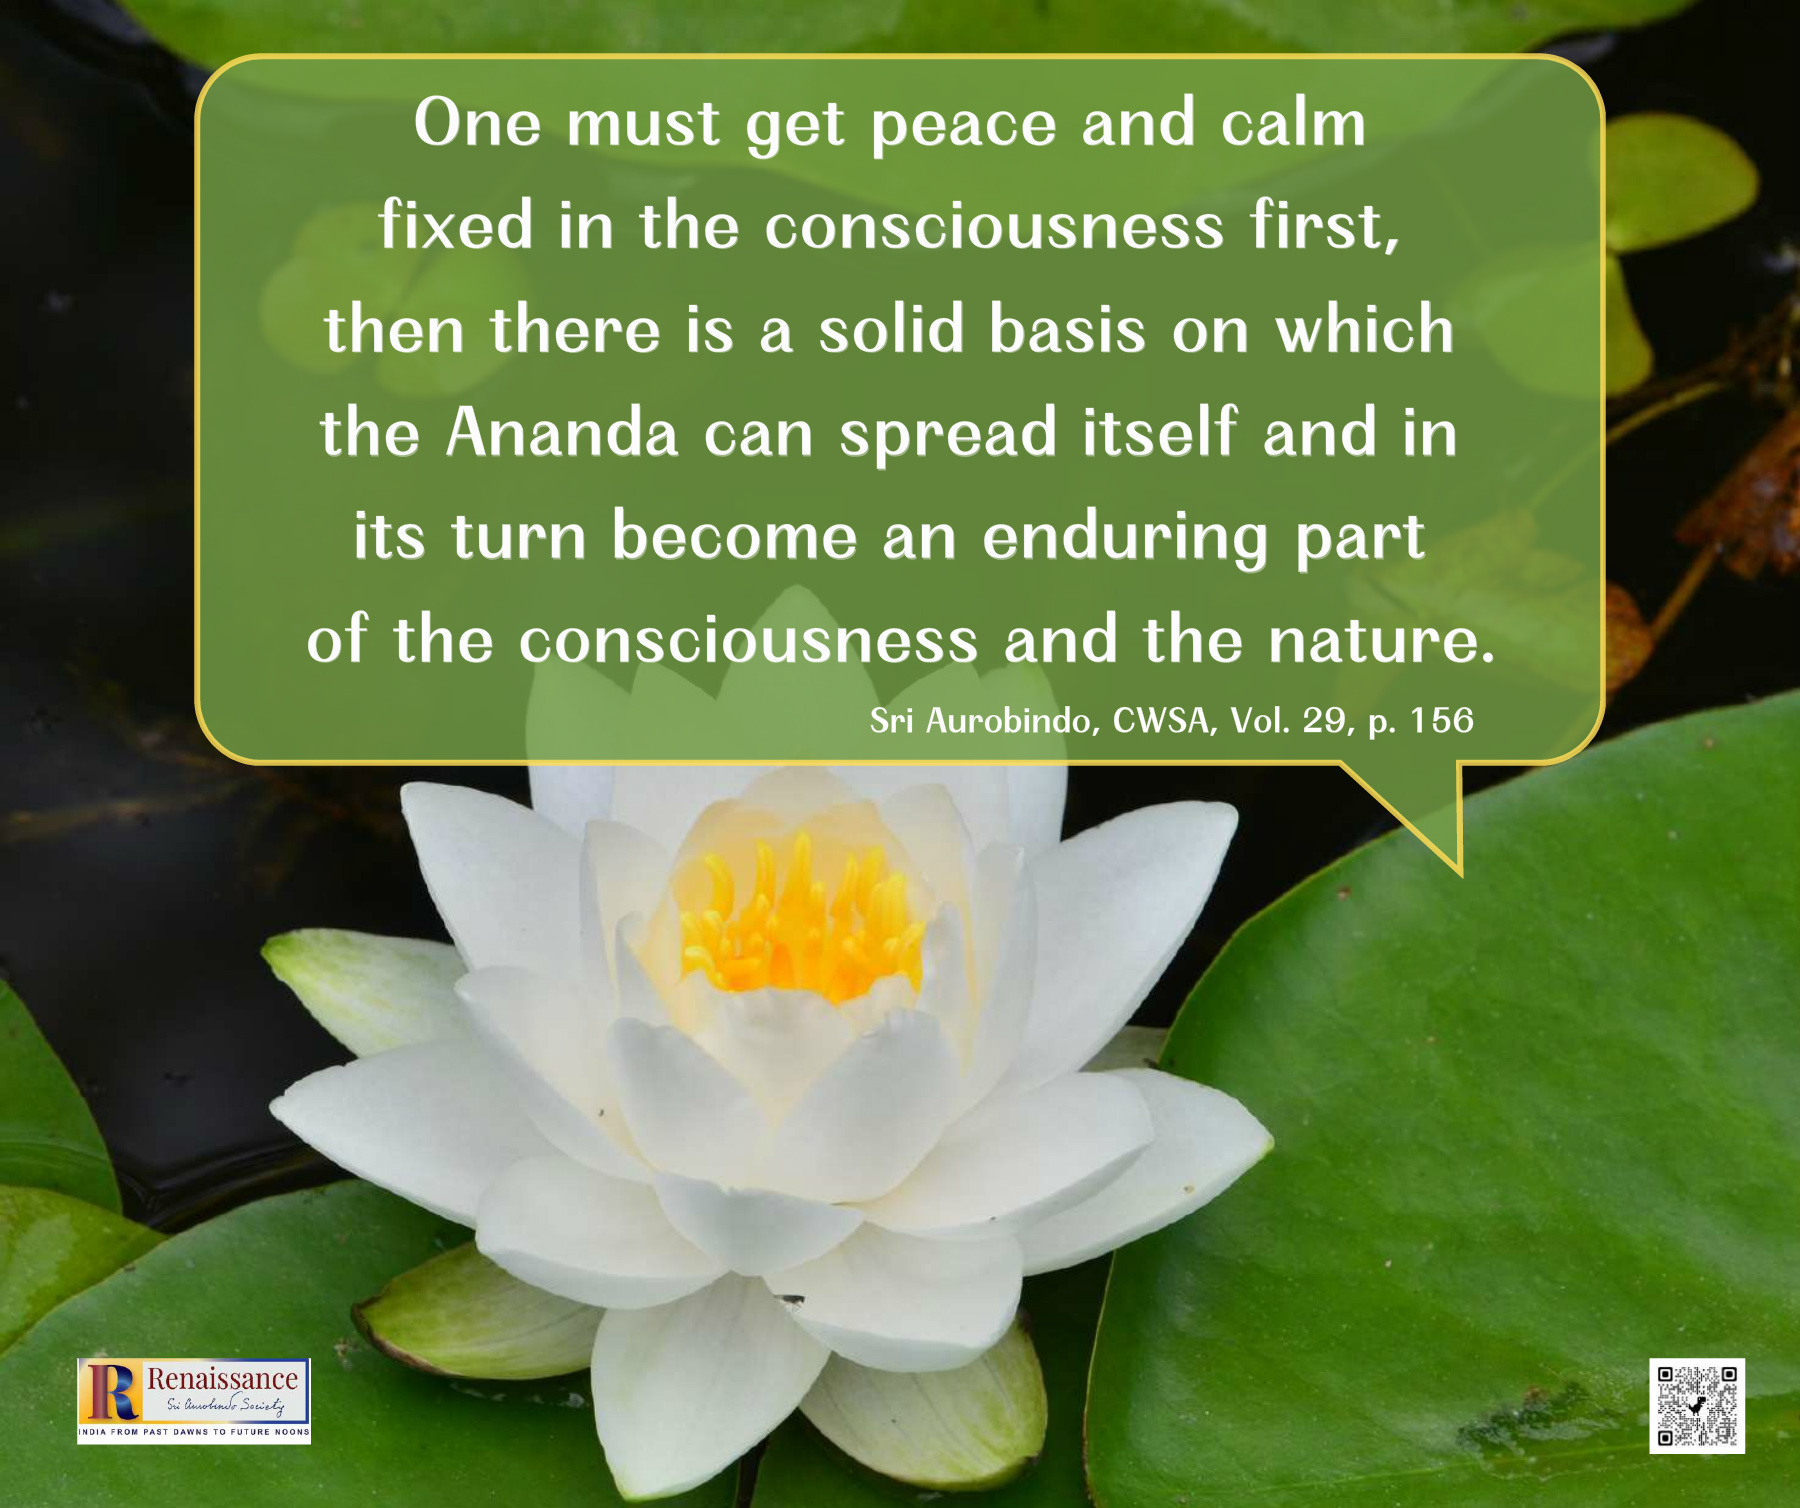 One must get peace and calm
fixed in the consciousness first,
then there is a solid basis on which
the Ananda can spread itself and in
its turn become an enduring part
of the consciousness and the nature.
Sri Aurobindo, CWSA, Vol. 29, p. 156
R Renaissance
Sri Aurobindo Society
INDIA FROM PAST DAWNS TO FUTURE NOONS